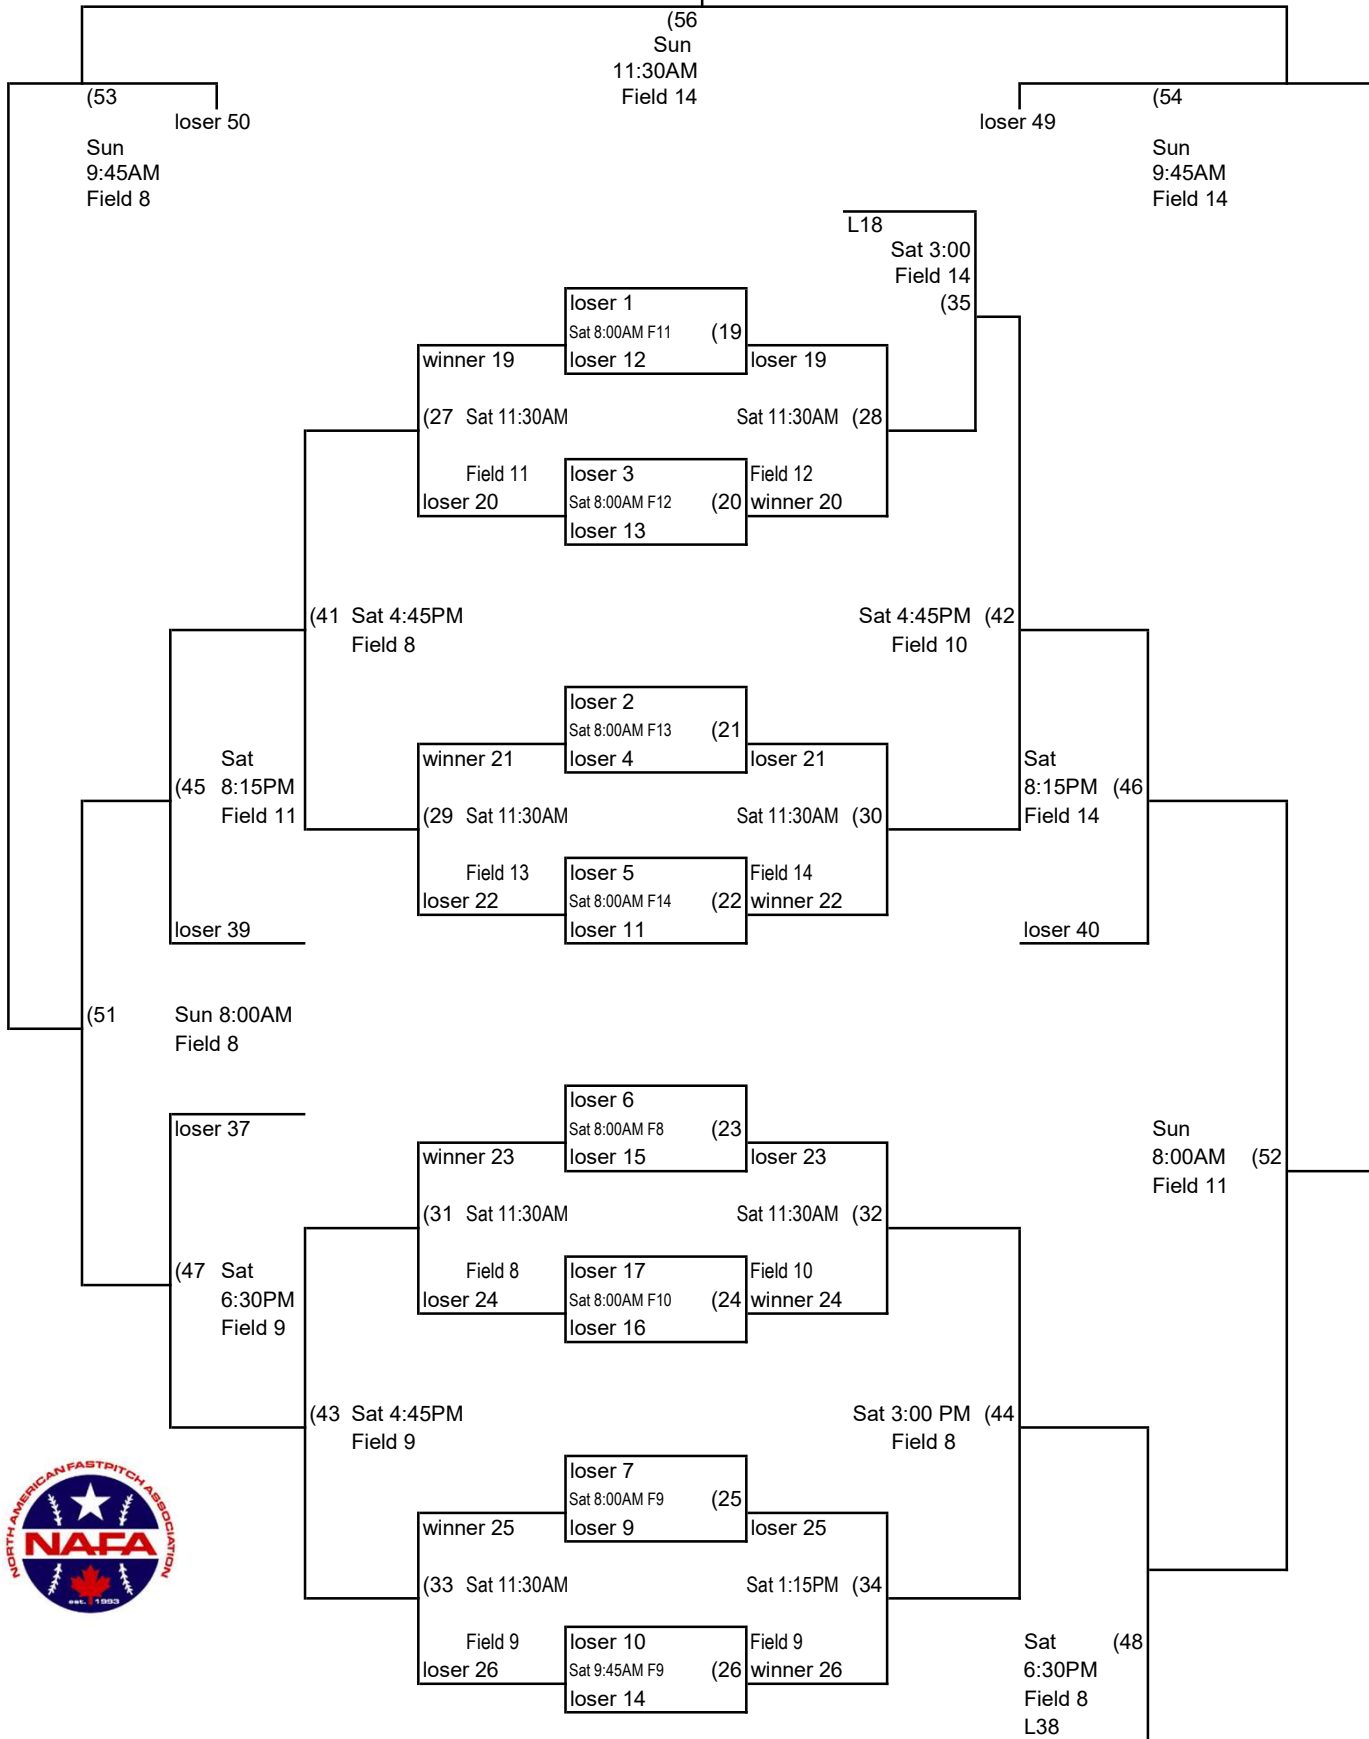 (56
Sun
11:30AM
Field 14
(53
loser 50
Sun
9:45AM
Field 8
loser 49
(54
Sun
9:45AM
Field 14
L18
Sat 3:00
Field 14
(35
loser 1
Sat 8:00AM F11 (19
loser 12
winner 19
loser 19
(27 Sat 11:30AM
Sat 11:30AM (28
Field 11
Field 12
loser 3
Sat 8:00AM F12 (20
loser 13
loser 20
winner 20
(41 Sat 4:45PM
Field 8
Sat 4:45PM (42
Field 10
loser 2
Sat 8:00AM F13 (21
loser 4
winner 21
loser 21
Sat
(45 8:15PM
Field 11
Sat
8:15PM (46
Field 14
(29 Sat 11:30AM
Sat 11:30AM (30
Field 13
Field 14
loser 5
Sat 8:00AM F14 (22
loser 11
loser 22
winner 22
loser 39
loser 40
(51 Sun 8:00AM
Field 8
loser 6
Sat 8:00AM F8 (23
loser 15
loser 37
winner 23
loser 23
Sun
8:00AM (52
Field 11
(31 Sat 11:30AM
Sat 11:30AM (32
Field 8
Field 10
loser 17
Sat 8:00AM F10 (24
loser 16
loser 24
winner 24
(47 Sat
6:30PM
Field 9
(43 Sat 4:45PM
Field 9
Sat 3:00 PM (44
Field 8
loser 7
Sat 8:00AM F9 (25
loser 9
winner 25
loser 25
(33 Sat 11:30AM
Sat 1:15PM (34
Field 9
Field 9
loser 10
Sat 9:45AM F9 (26
loser 14
loser 26
winner 26
Sat (48
6:30PM
Field 8
L38
NORTH AMERICAN FASTPITCH ASSOCIATION
NAFA
est. 1993